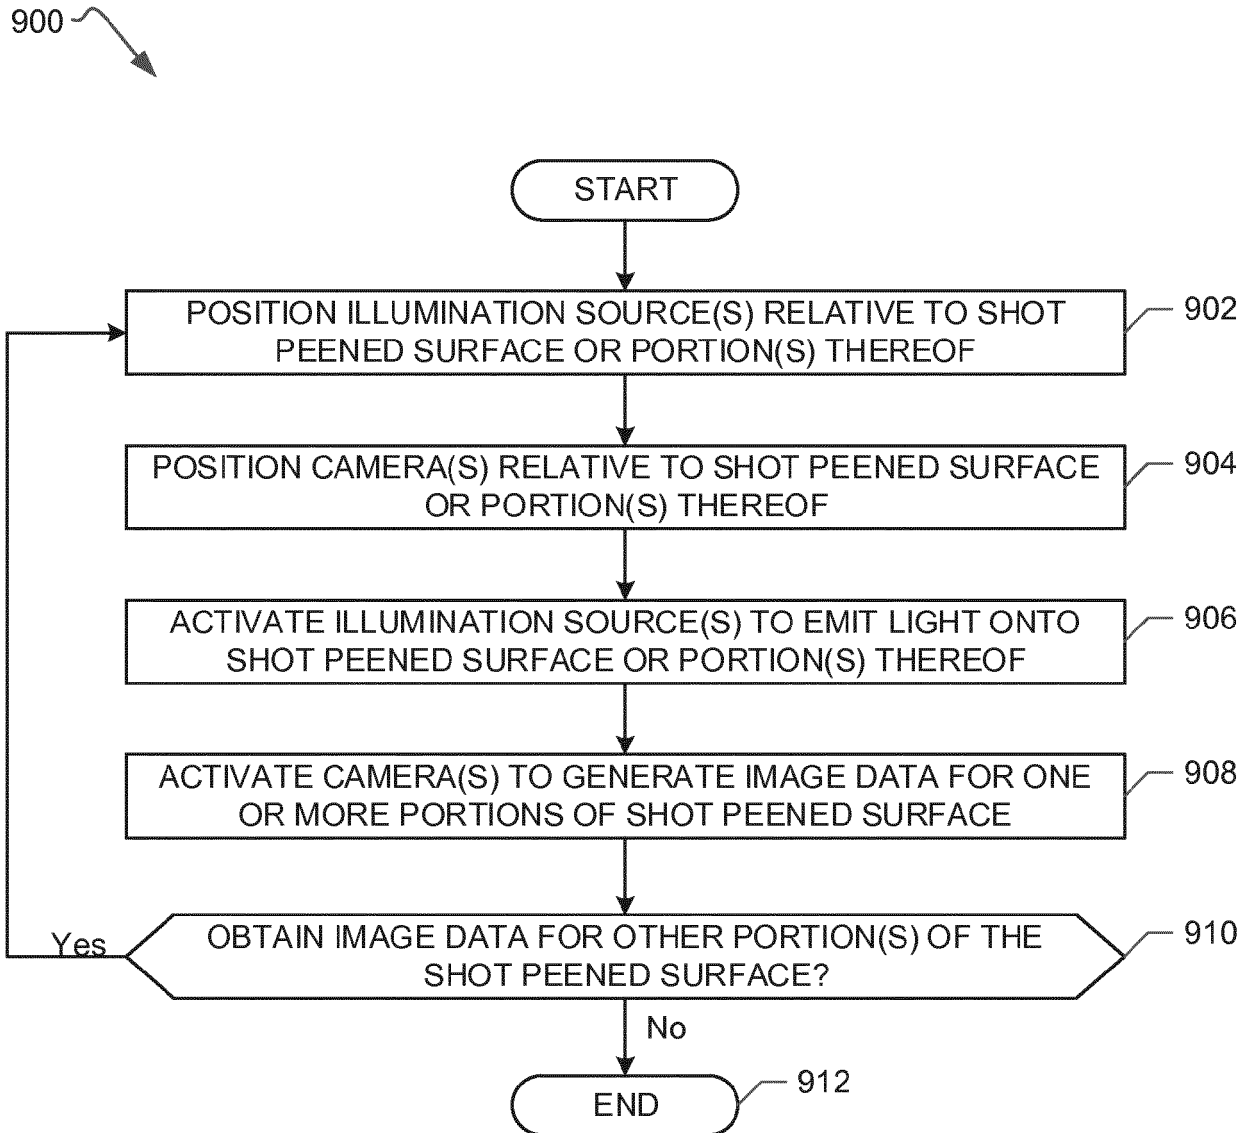 900
START
POSITION ILLUMINATION SOURCE(S) RELATIVE TO SHOT
PEENED SURFACE OR PORTION(S) THEREOF
902
POSITION CAMERA(S) RELATIVE TO SHOT PEENED SURFACE
OR PORTION(S) THEREOF
904
ACTIVATE ILLUMINATION SOURCE(S) TO EMIT LIGHT ONTO
SHOT PEENED SURFACE OR PORTION(S) THEREOF
906
ACTIVATE CAMERA(S) TO GENERATE IMAGE DATA FOR ONE
OR MORE PORTIONS OF SHOT PEENED SURFACE
908
Yes
OBTAIN IMAGE DATA FOR OTHER PORTION(S) OF THE
SHOT PEENED SURFACE?
910
No
END
912